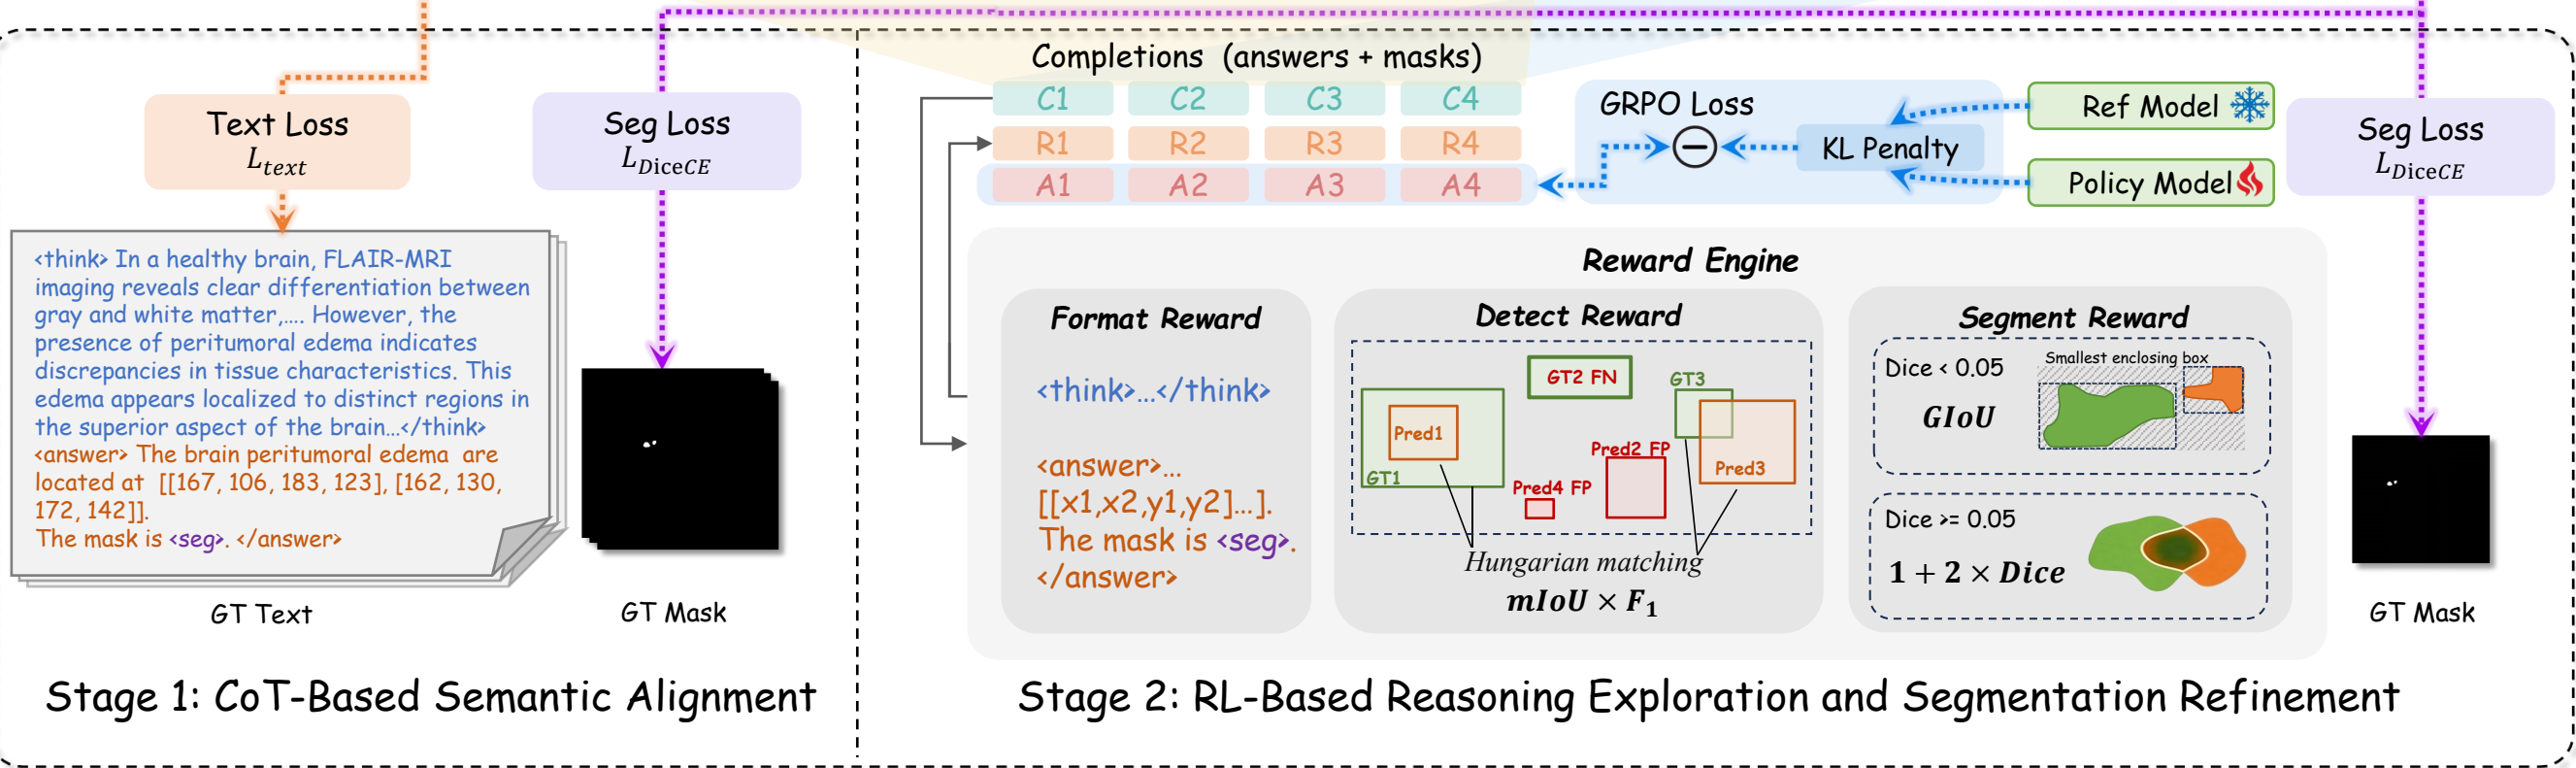 Text Loss
L_text
Seg Loss
L_DiceCE
<think> In a healthy brain, FLAIR-MRI
imaging reveals clear differentiation between
gray and white matter,.... However, the
presence of peritumoral edema indicates
discrepancies in tissue characteristics. This
edema appears localized to distinct regions in
the superior aspect of the brain...</think>
<answer> The brain peritumoral edema are
located at [[167, 106, 183, 123], [162, 130,
172, 142]].
The mask is <seg>. </answer>
GT Text
GT Mask
Stage 1: CoT-Based Semantic Alignment
Completions (answers + masks)
C1 C2 C3 C4
R1 R2 R3 R4
A1 A2 A3 A4
GRPO Loss
KL Penalty
Ref Model
Policy Model
Seg Loss
L_DiceCE
Reward Engine
Format Reward
<think>...</think>
<answer>...
[[x1,x2,y1,y2]...].
The mask is <seg>.
</answer>
Detect Reward
GT2 FN
GT3
Pred1
GT1
Pred2 FP
Pred3
Pred4 FP
Hungarian matching
mIoU × F₁
Segment Reward
Dice < 0.05
GIoU
Smallest enclosing box
Dice >= 0.05
1 + 2 × Dice
GT Mask
Stage 2: RL-Based Reasoning Exploration and Segmentation Refinement